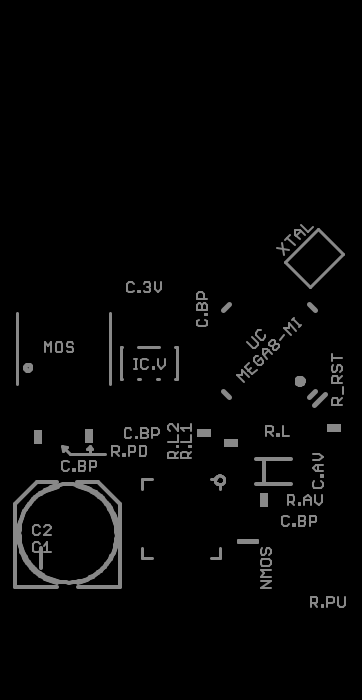 XTAL
C.3V
C.BP
UC
MEGA8-MI
MOS
IC.V
R_RST
C.BP
R.L2
R.L1
R.L
R.PD
C.BP
C.AV
R.AV
C.BP
C2
C1
NMOS
R.PU